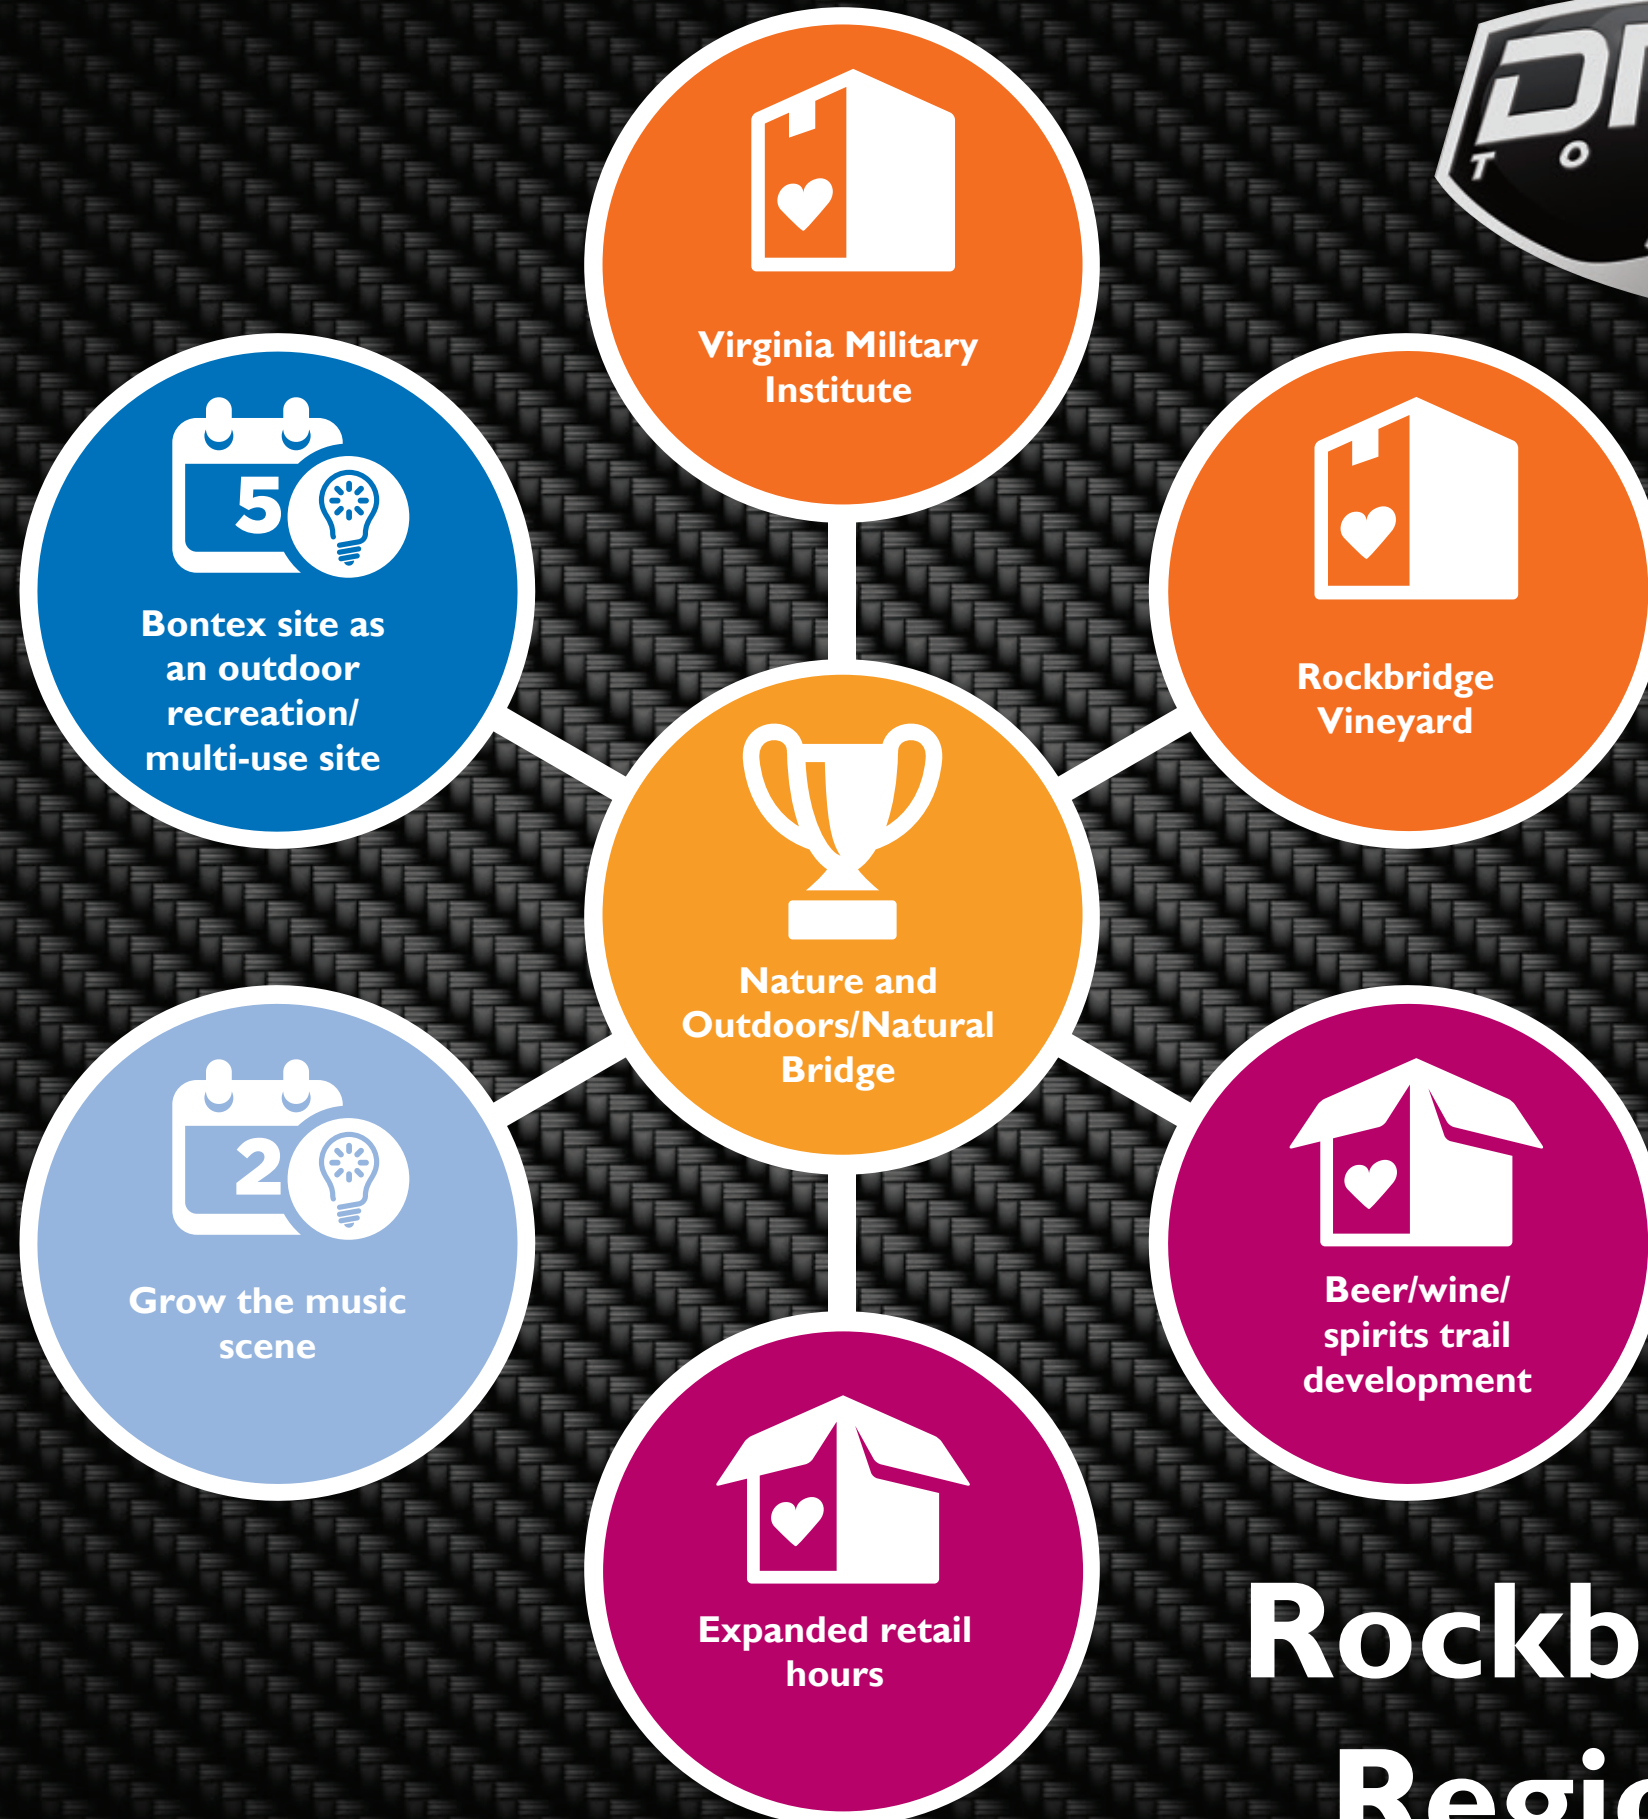 Virginia Military
Institute
5
Bontex site as
an outdoor
recreation/
multi-use site
Rockbridge
Vineyard
Nature and
Outdoors/Natural
Bridge
2
Grow the music
scene
Beer/wine/
spirits trail
development
Expanded retail
hours